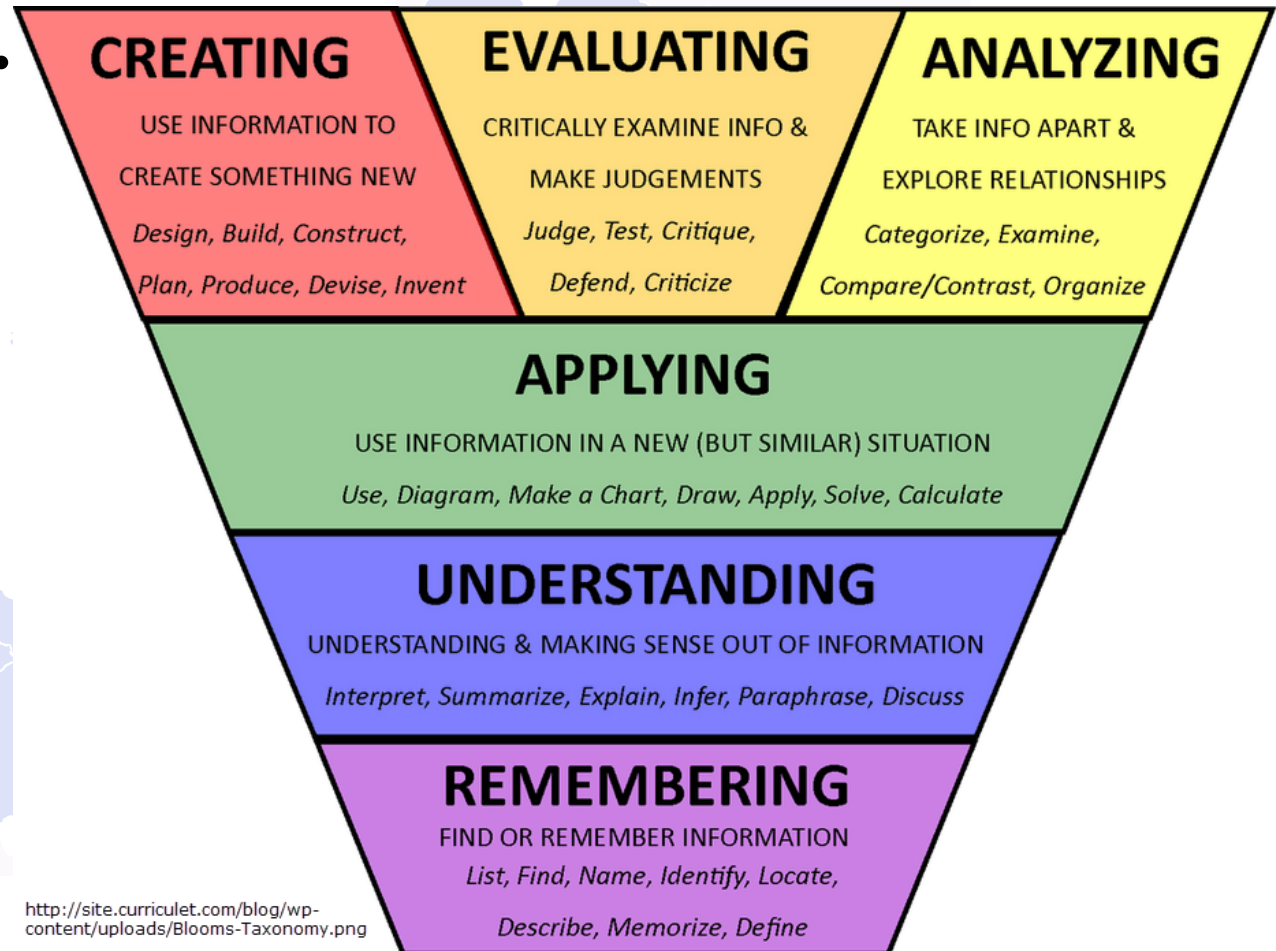 CREATING
USE INFORMATION TO
CREATE SOMETHING NEW
Design, Build, Construct,
Plan, Produce, Devise, Invent
EVALUATING
CRITICALLY EXAMINE INFO &
MAKE JUDGEMENTS
Judge, Test, Critique,
Defend, Criticize
ANALYZING
TAKE INFO APART &
EXPLORE RELATIONSHIPS
Categorize, Examine,
Compare/Contrast, Organize
APPLYING
USE INFORMATION IN A NEW (BUT SIMILAR) SITUATION
Use, Diagram, Make a Chart, Draw, Apply, Solve, Calculate
UNDERSTANDING
UNDERSTANDING & MAKING SENSE OUT OF INFORMATION
Interpret, Summarize, Explain, Infer, Paraphrase, Discuss
REMEMBERING
FIND OR REMEMBER INFORMATION
List, Find, Name, Identify, Locate,
Describe, Memorize, Define
http://site.curriculet.com/blog/wp-
content/uploads/Blooms-Taxonomy.png